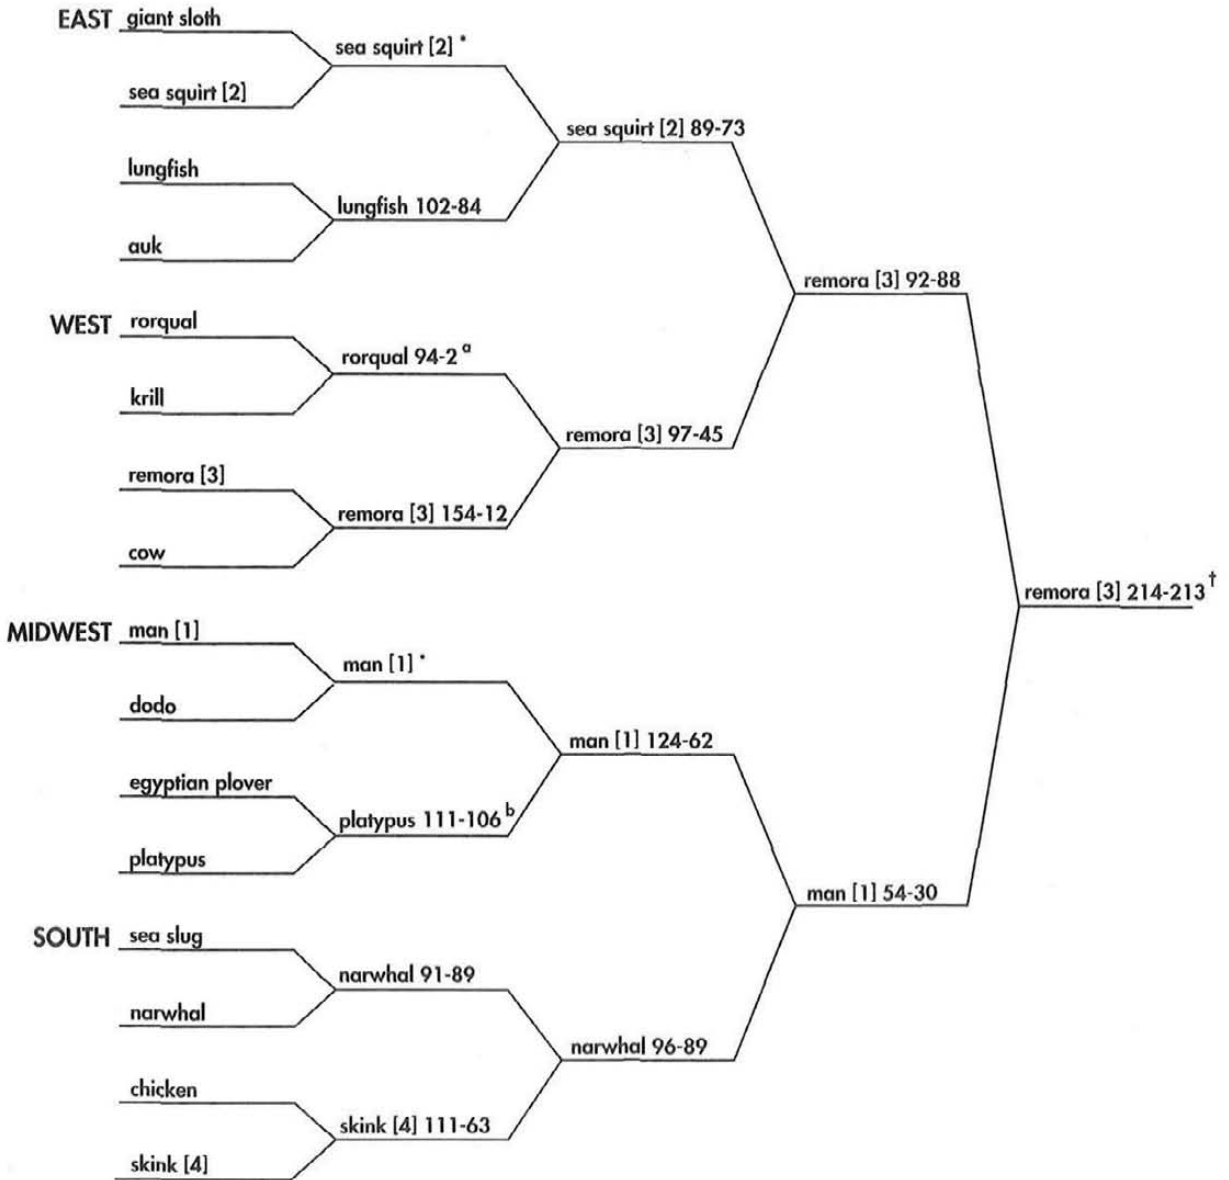 EAST giant sloth
sea squirt [2] *
sea squirt [2]
sea squirt [2] 89-73
lungfish
lungfish 102-84
auk
remora [3] 92-88
WEST rorqual
rorqual 94-2 a
krill
remora [3] 97-45
remora [3]
remora [3] 154-12
cow
remora [3] 214-213 †
MIDWEST man [1]
man [1] *
dodo
man [1] 124-62
egyptian plover
platypus 111-106 b
platypus
man [1] 54-30
SOUTH sea slug
narwhal 91-89
narwhal
narwhal 96-89
chicken
skink [4] 111-63
skink [4]